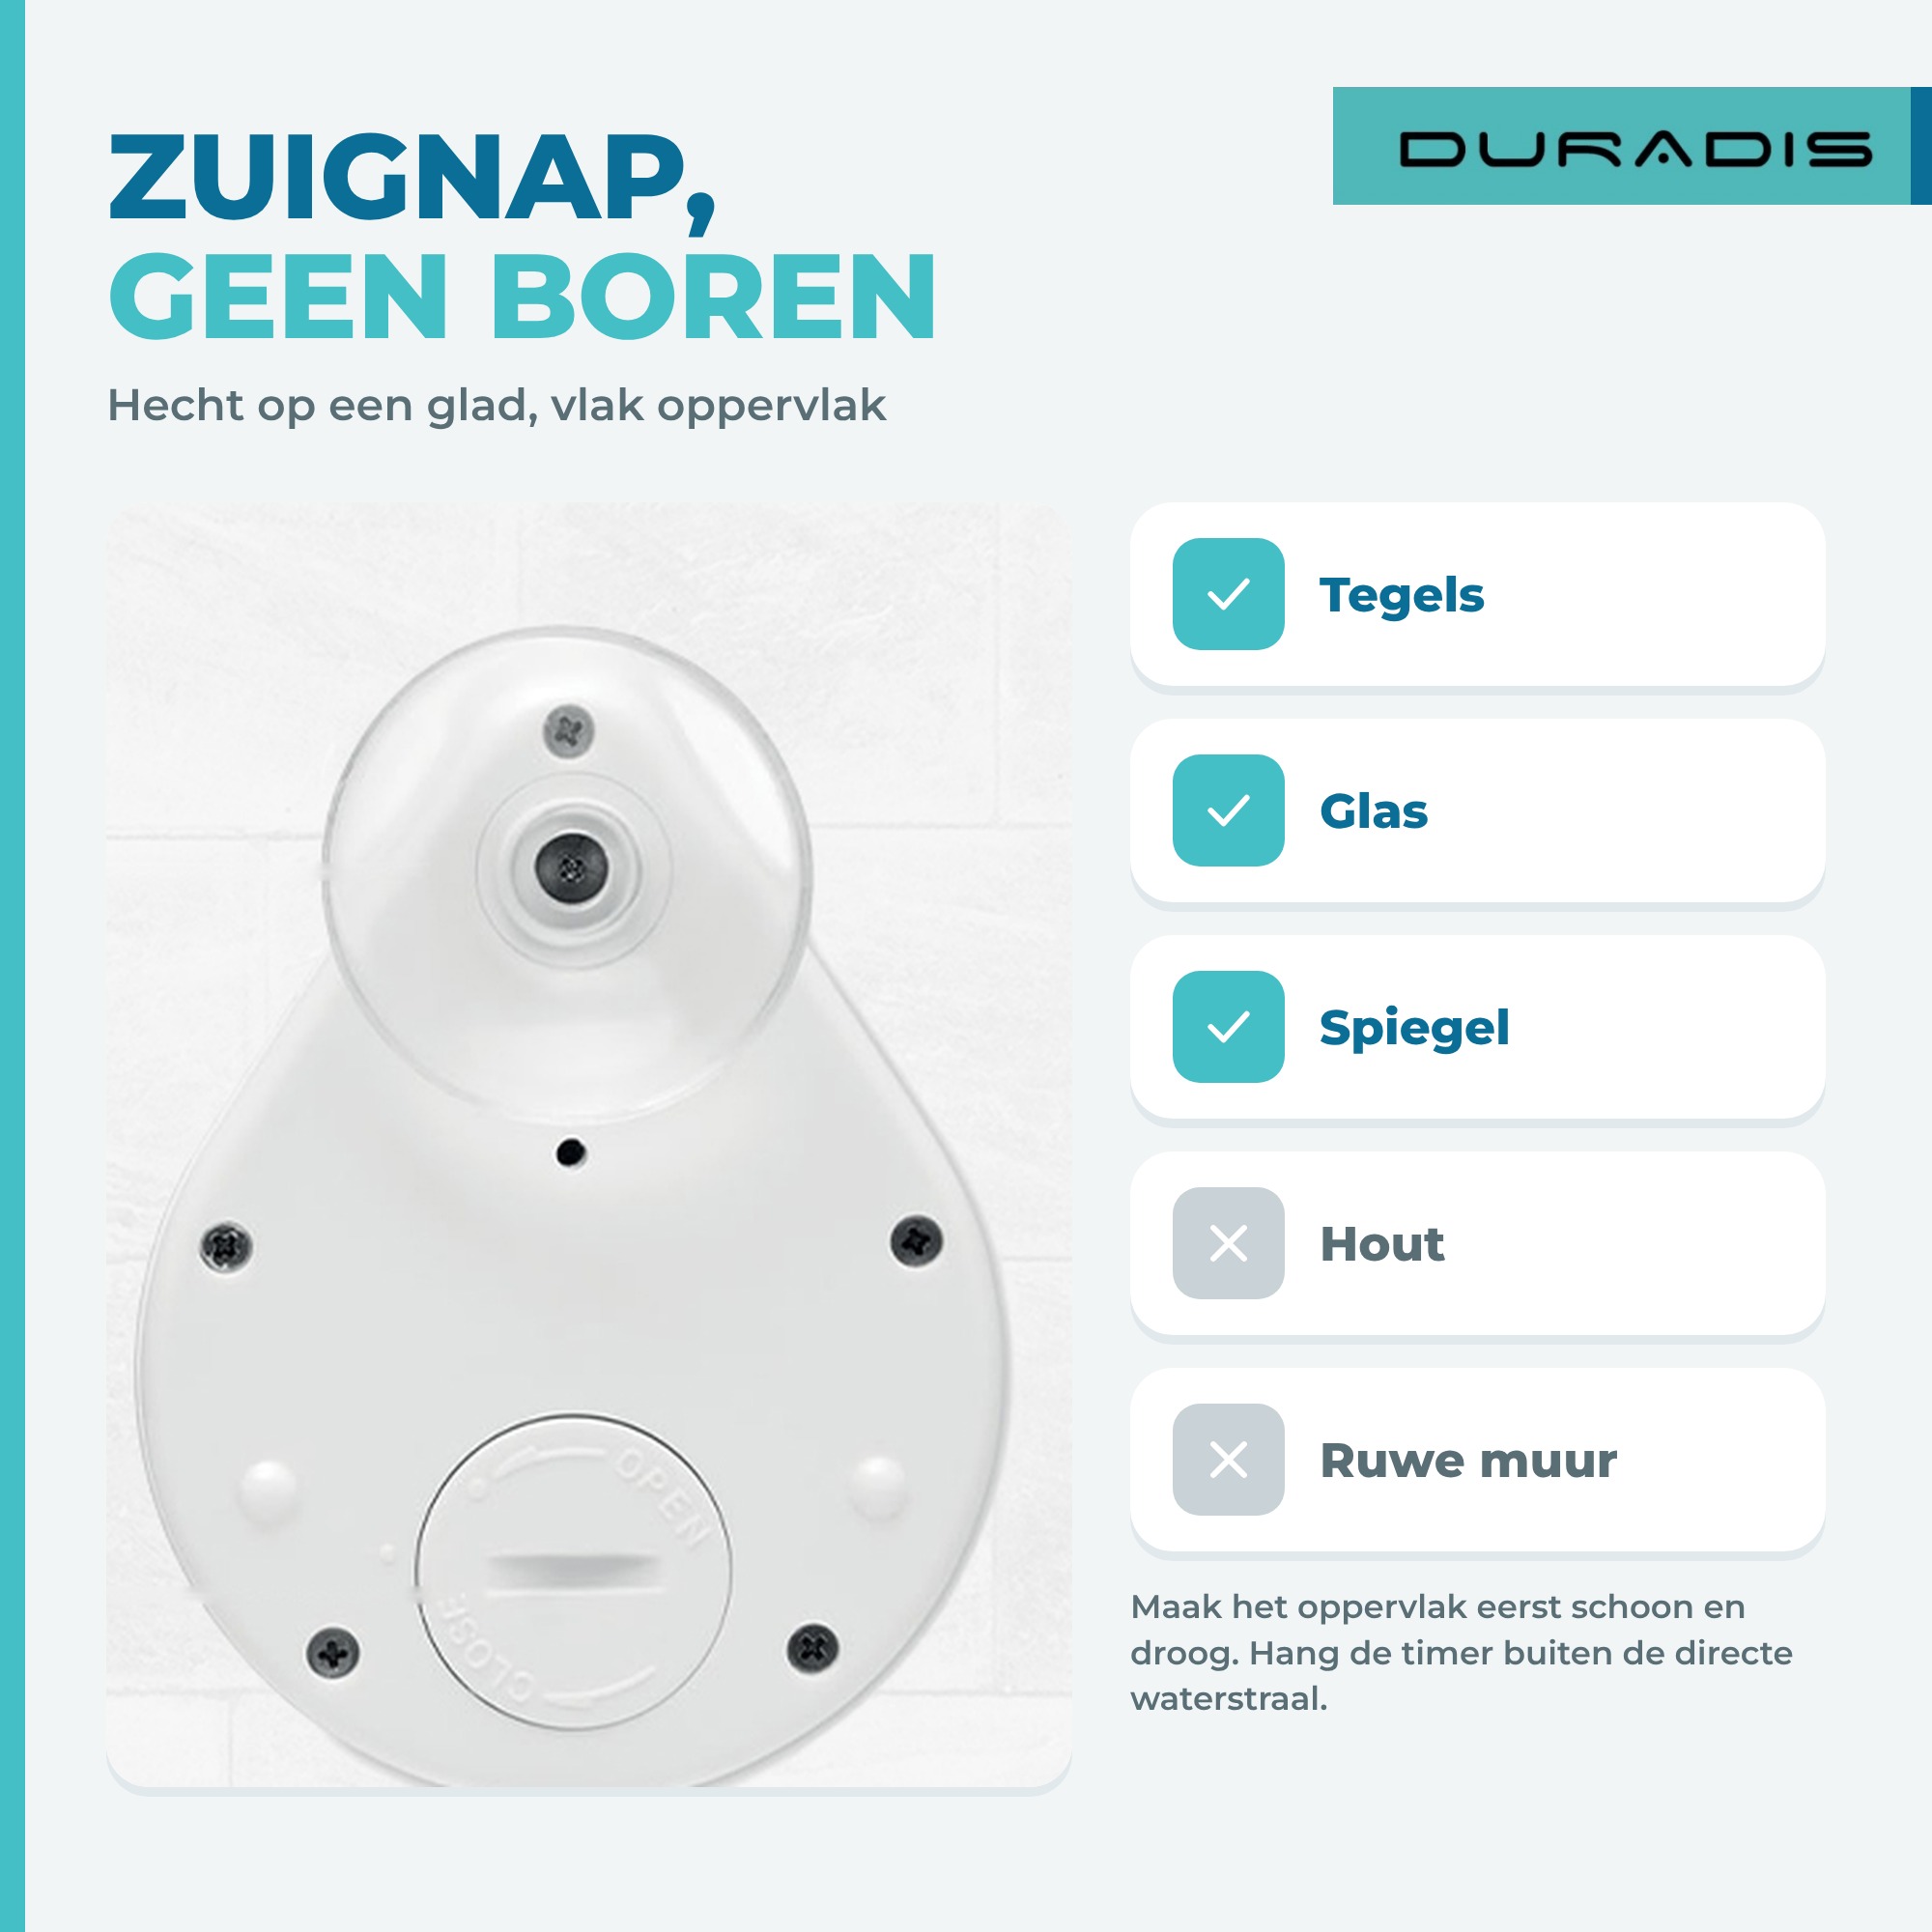 ZUIGNAP,
GEEN BOREN
Hecht op een glad, vlak oppervlak
DURADIS
OPEN
CLOSE
Tegels
Glas
Spiegel
Hout
Ruwe muur
Maak het oppervlak eerst schoon en
droog. Hang de timer buiten de directe
waterstraal.